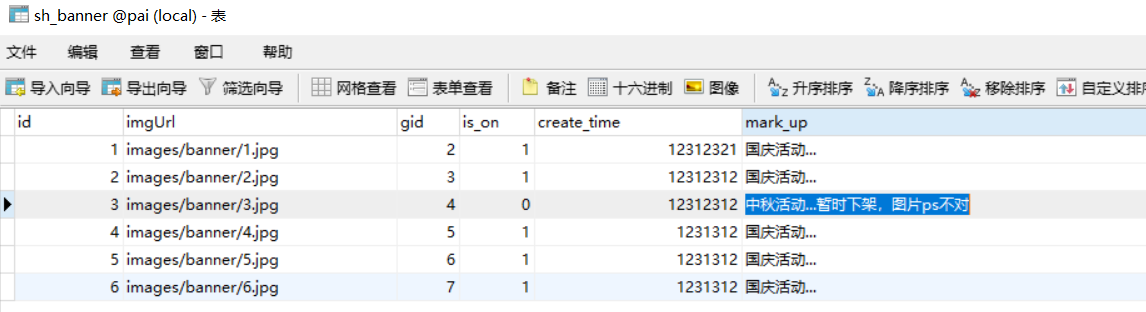 sh_banner @pai (local) - 表
文件 编辑 查看 窗口 帮助
导入向导 导出向导 筛选向导 网格查看 表单查看 备注 十六进制 图像 升序排序 降序排序 移除排序 自定义排
id imgUrl gid is_on create_time mark_up
1 images/banner/1.jpg 2 1 12312321 国庆活动...
2 images/banner/2.jpg 3 1 12312312 国庆活动...
3 images/banner/3.jpg 4 0 12312312 中秋活动...暂时下架，图片ps不对
4 images/banner/4.jpg 5 1 1231312 国庆活动...
5 images/banner/5.jpg 6 1 1231312 国庆活动...
6 images/banner/6.jpg 7 1 1231312 国庆活动...